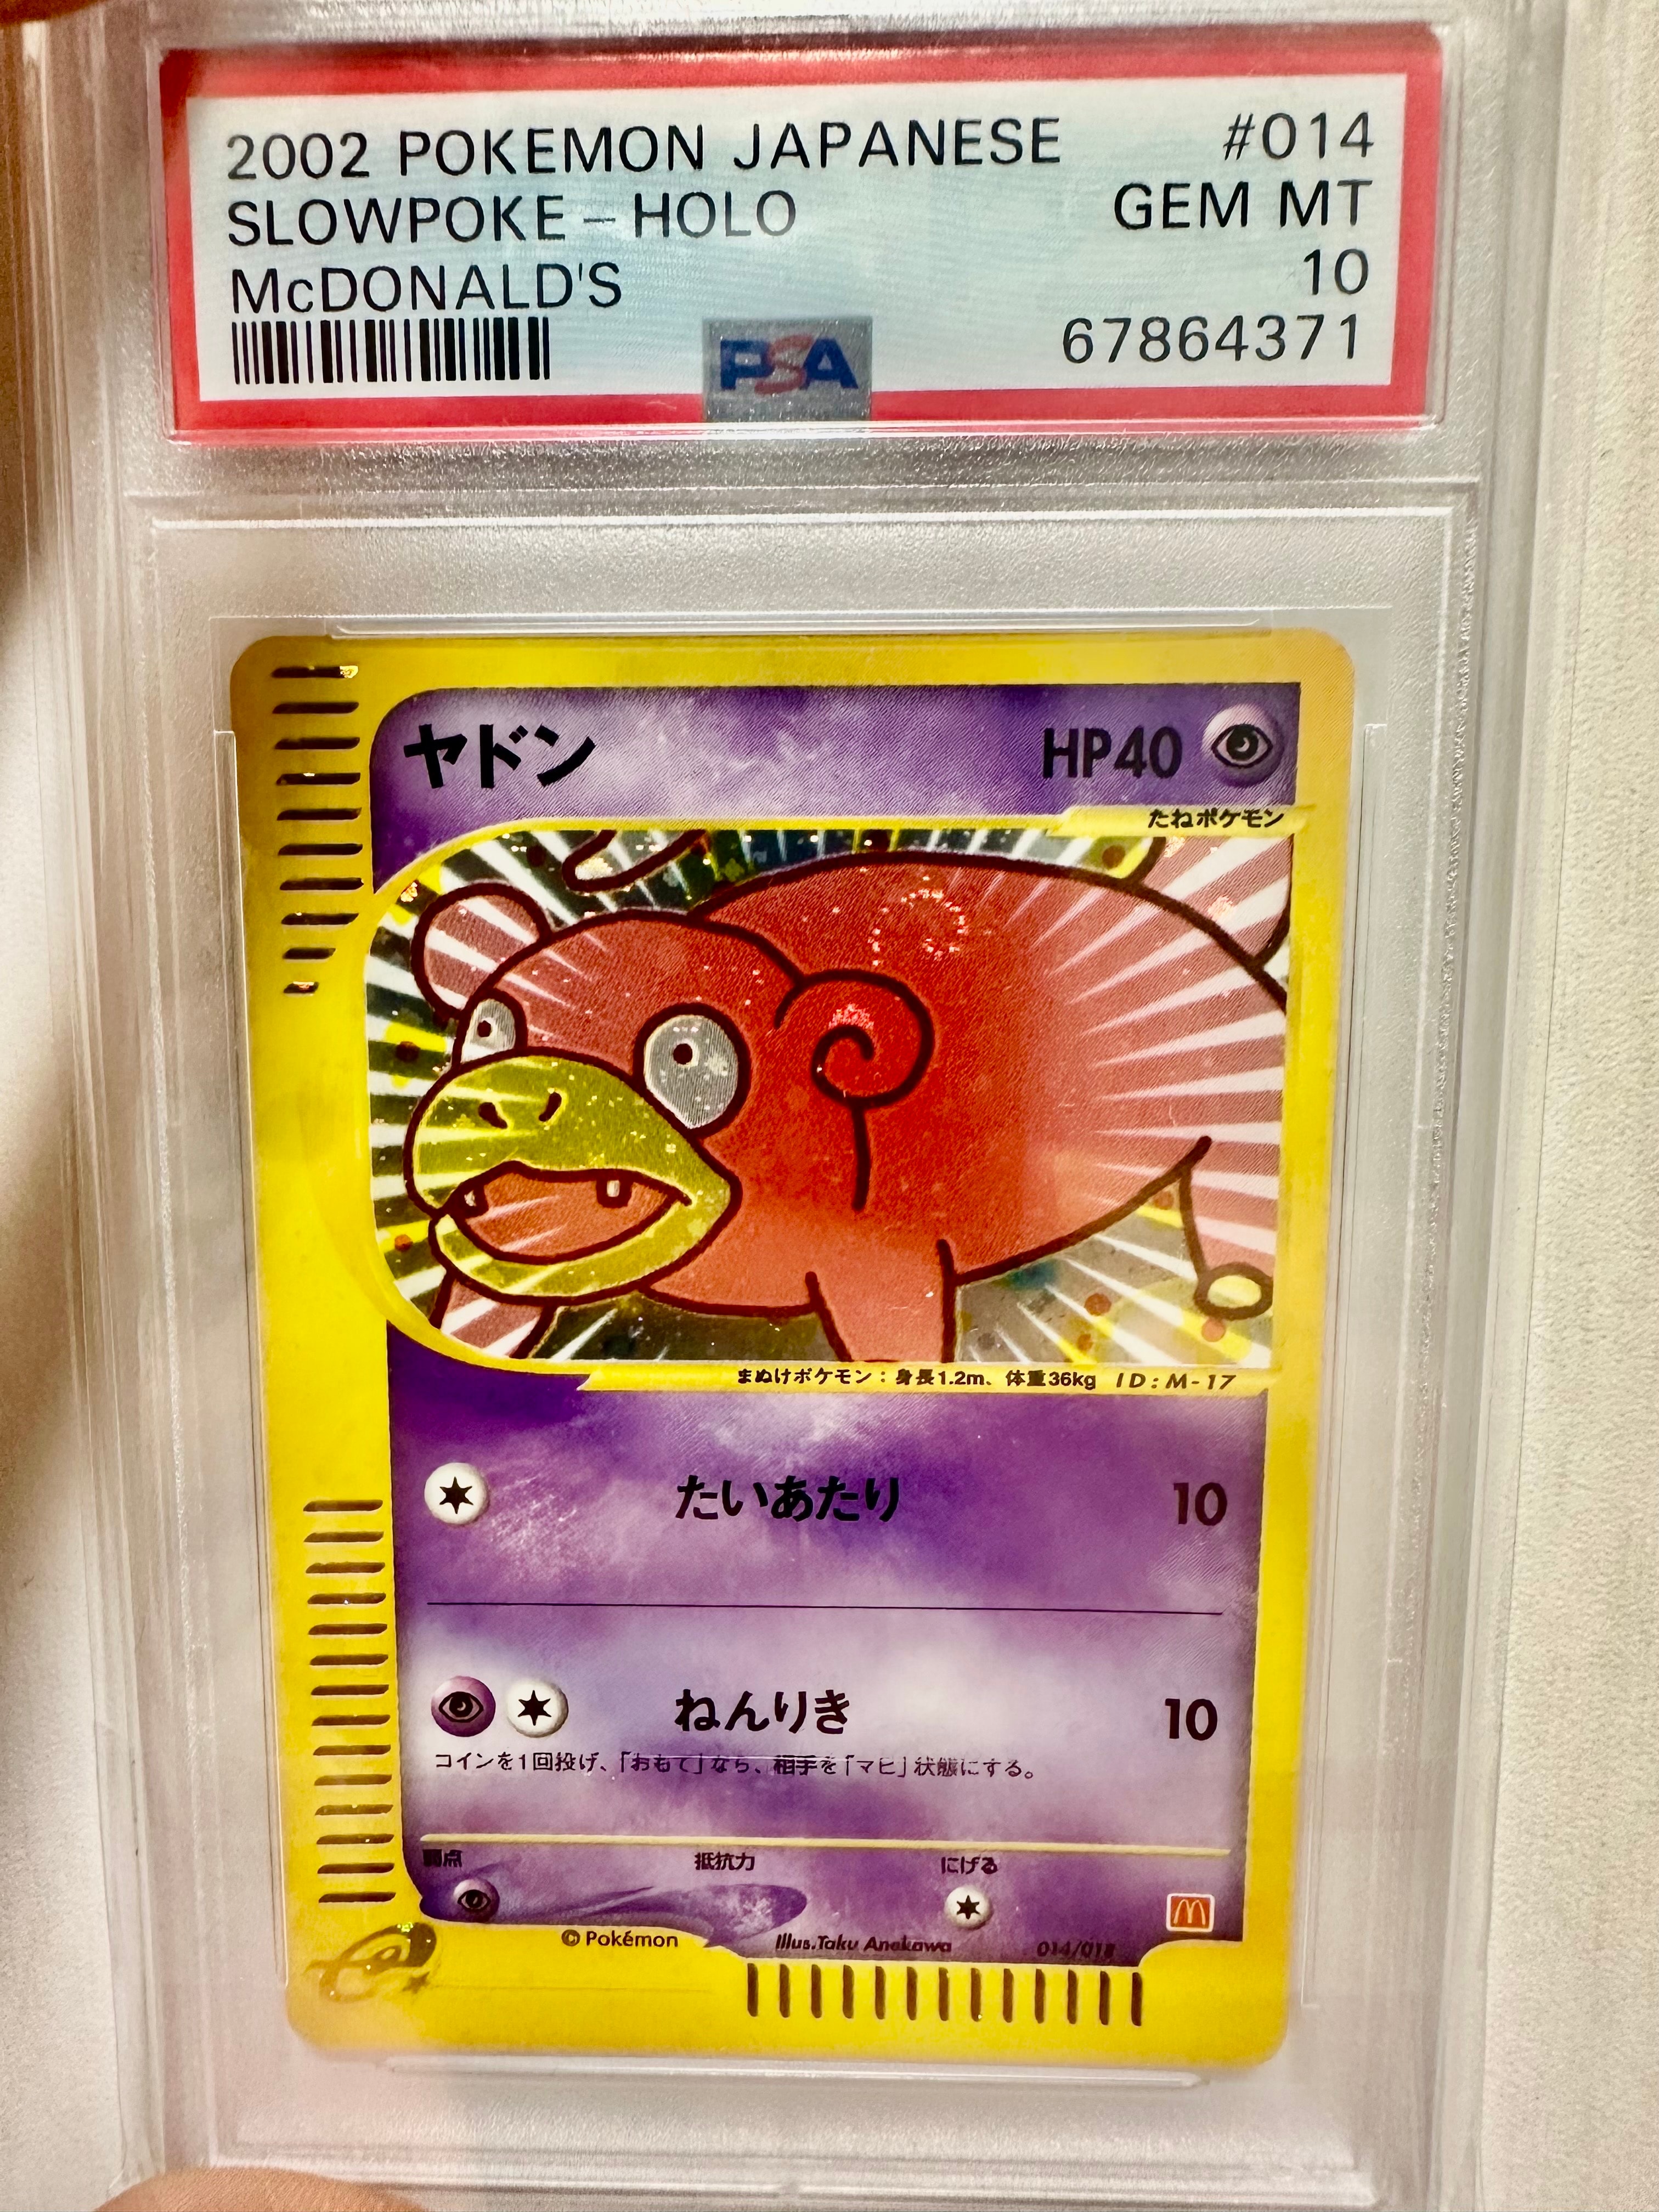 2002 POKEMON JAPANESE #014
SLOWPOKE-HOLO GEM MT
McDONALD'S 10
PSA 67864371
ヤドン HP40
たねポケモン
まぬけポケモン：身長1.2m、体重36kg ID:M-17
たいあたり 10
ねんりき 10
コインを1回投げ、「おもて」なら、相手を「マヒ」状態にする。
弱点 抵抗力 にげる
©Pokémon Illus.Taku Anakawa 014/018
e